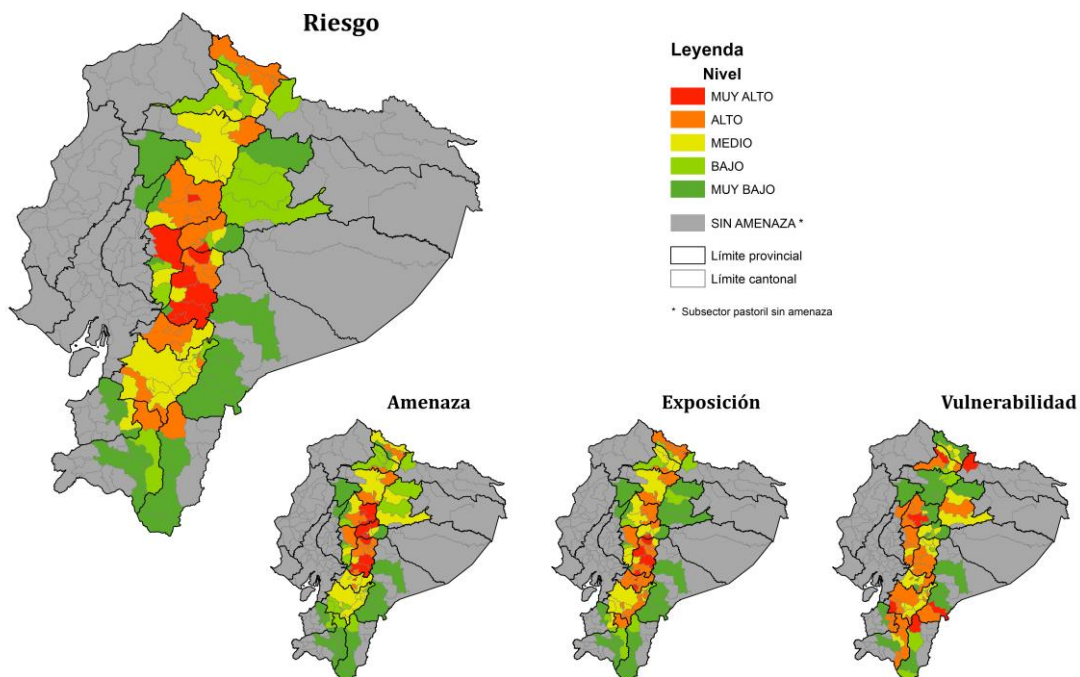 Riesgo
Leyenda
Nivel
MUY ALTO
ALTO
MEDIO
BAJO
MUY BAJO
SIN AMENAZA *
Límite provincial
Límite cantonal
* Subsector pastoril sin amenaza
Amenaza
Exposición
Vulnerabilidad